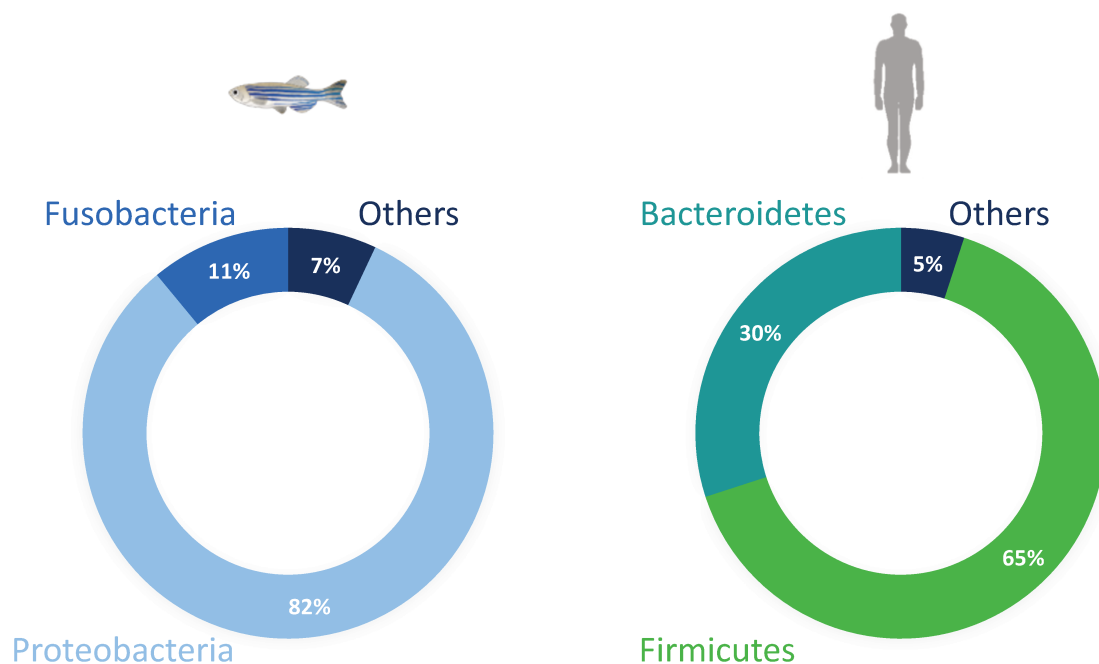 Fusobacteria
Others
11%
7%
82%
Proteobacteria
Bacteroidetes
Others
5%
30%
65%
Firmicutes